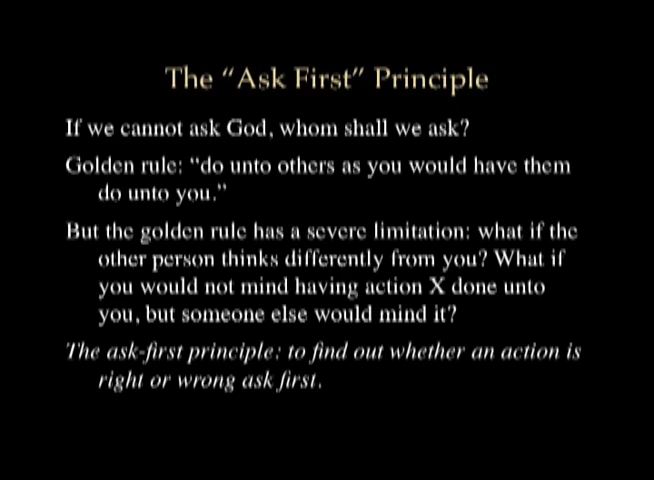 The “Ask First” Principle
If we cannot ask God, whom shall we ask?
Golden rule: “do unto others as you would have them
do unto you.”
But the golden rule has a severe limitation: what if the
other person thinks differently from you? What if
you would not mind having action X done unto
you, but someone else would mind it?
The ask-first principle: to find out whether an action is
right or wrong ask first.